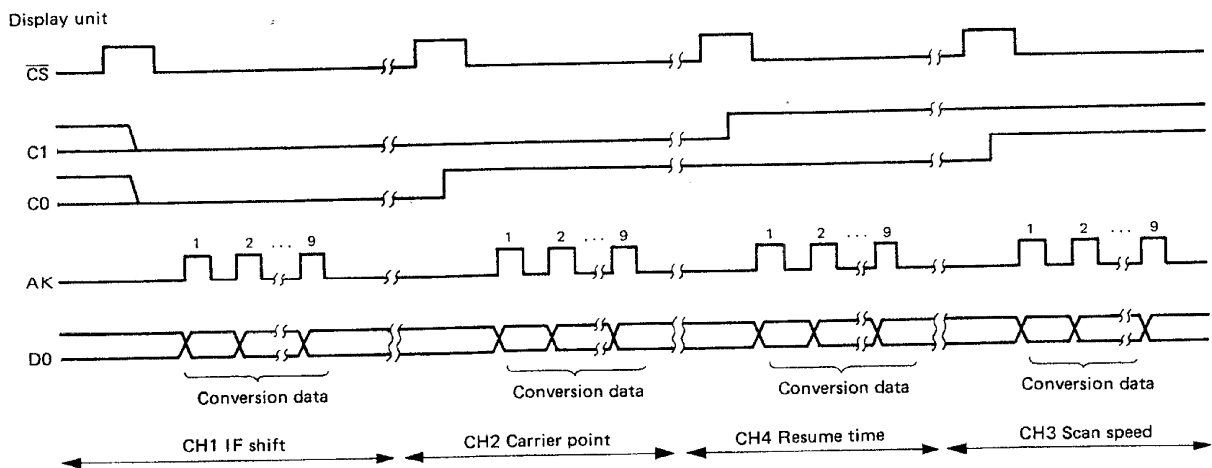 Display unit
CS
C1
C0
1 2 ... 9 1 2 ... 9 1 2 ... 9 1 2 ... 9
AK
D0
Conversion data Conversion data Conversion data Conversion data
CH1 IF shift CH2 Carrier point CH4 Resume time CH3 Scan speed